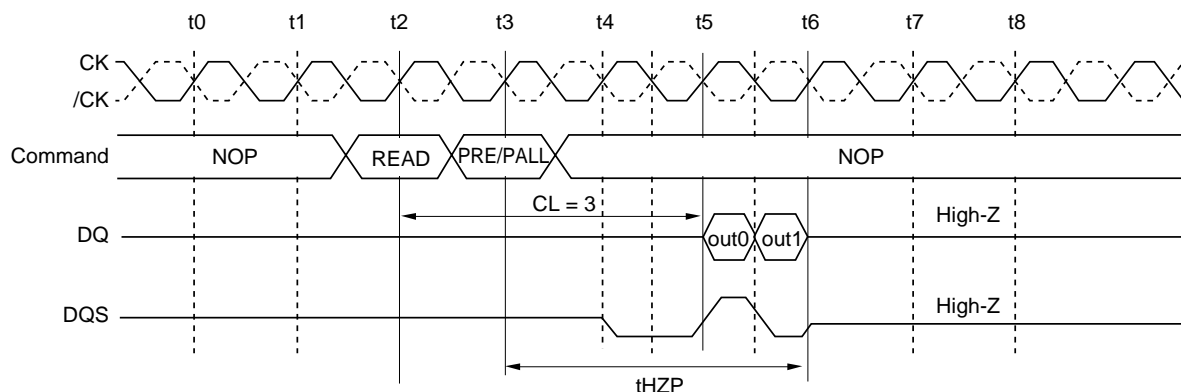 t0 t1 t2 t3 t4 t5 t6 t7 t8
CK
/CK
Command NOP READ PRE/PALL NOP
CL = 3
DQ out0 out1 High-Z
DQS High-Z
tHZP